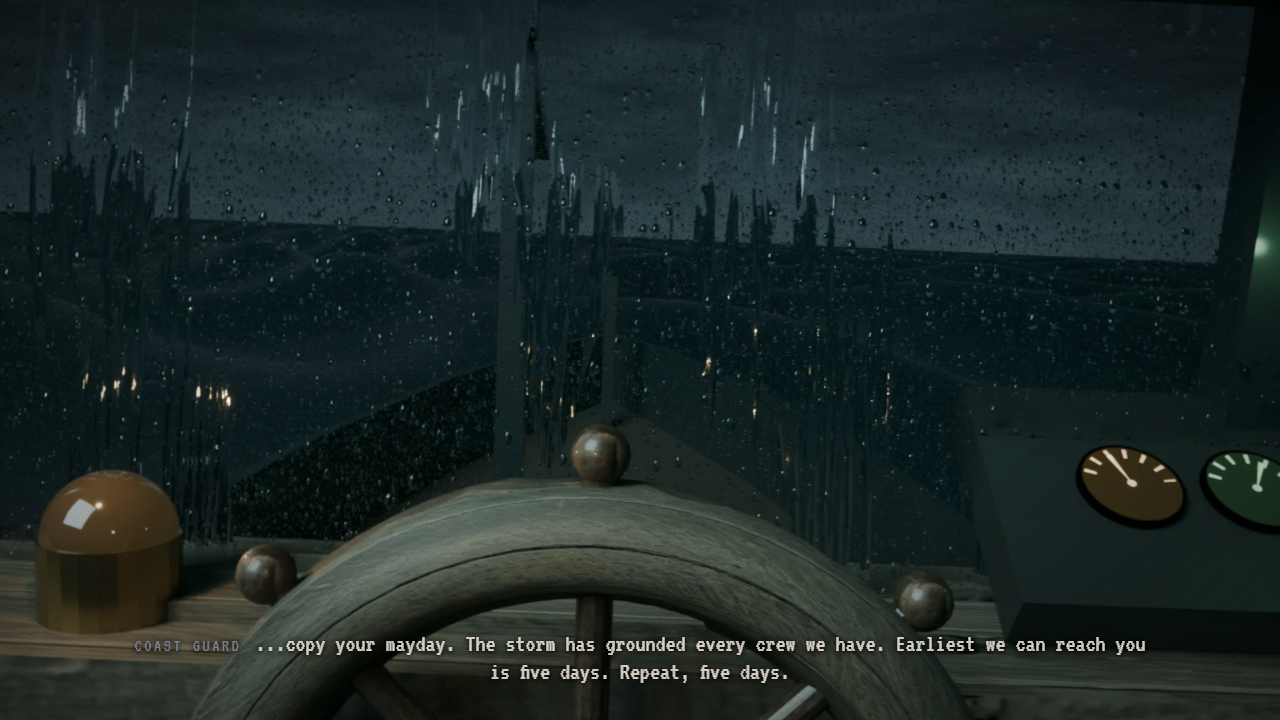 COAST GUARD ...copy your mayday. The storm has grounded every crew we have. Earliest we can reach you
is five days. Repeat, five days.